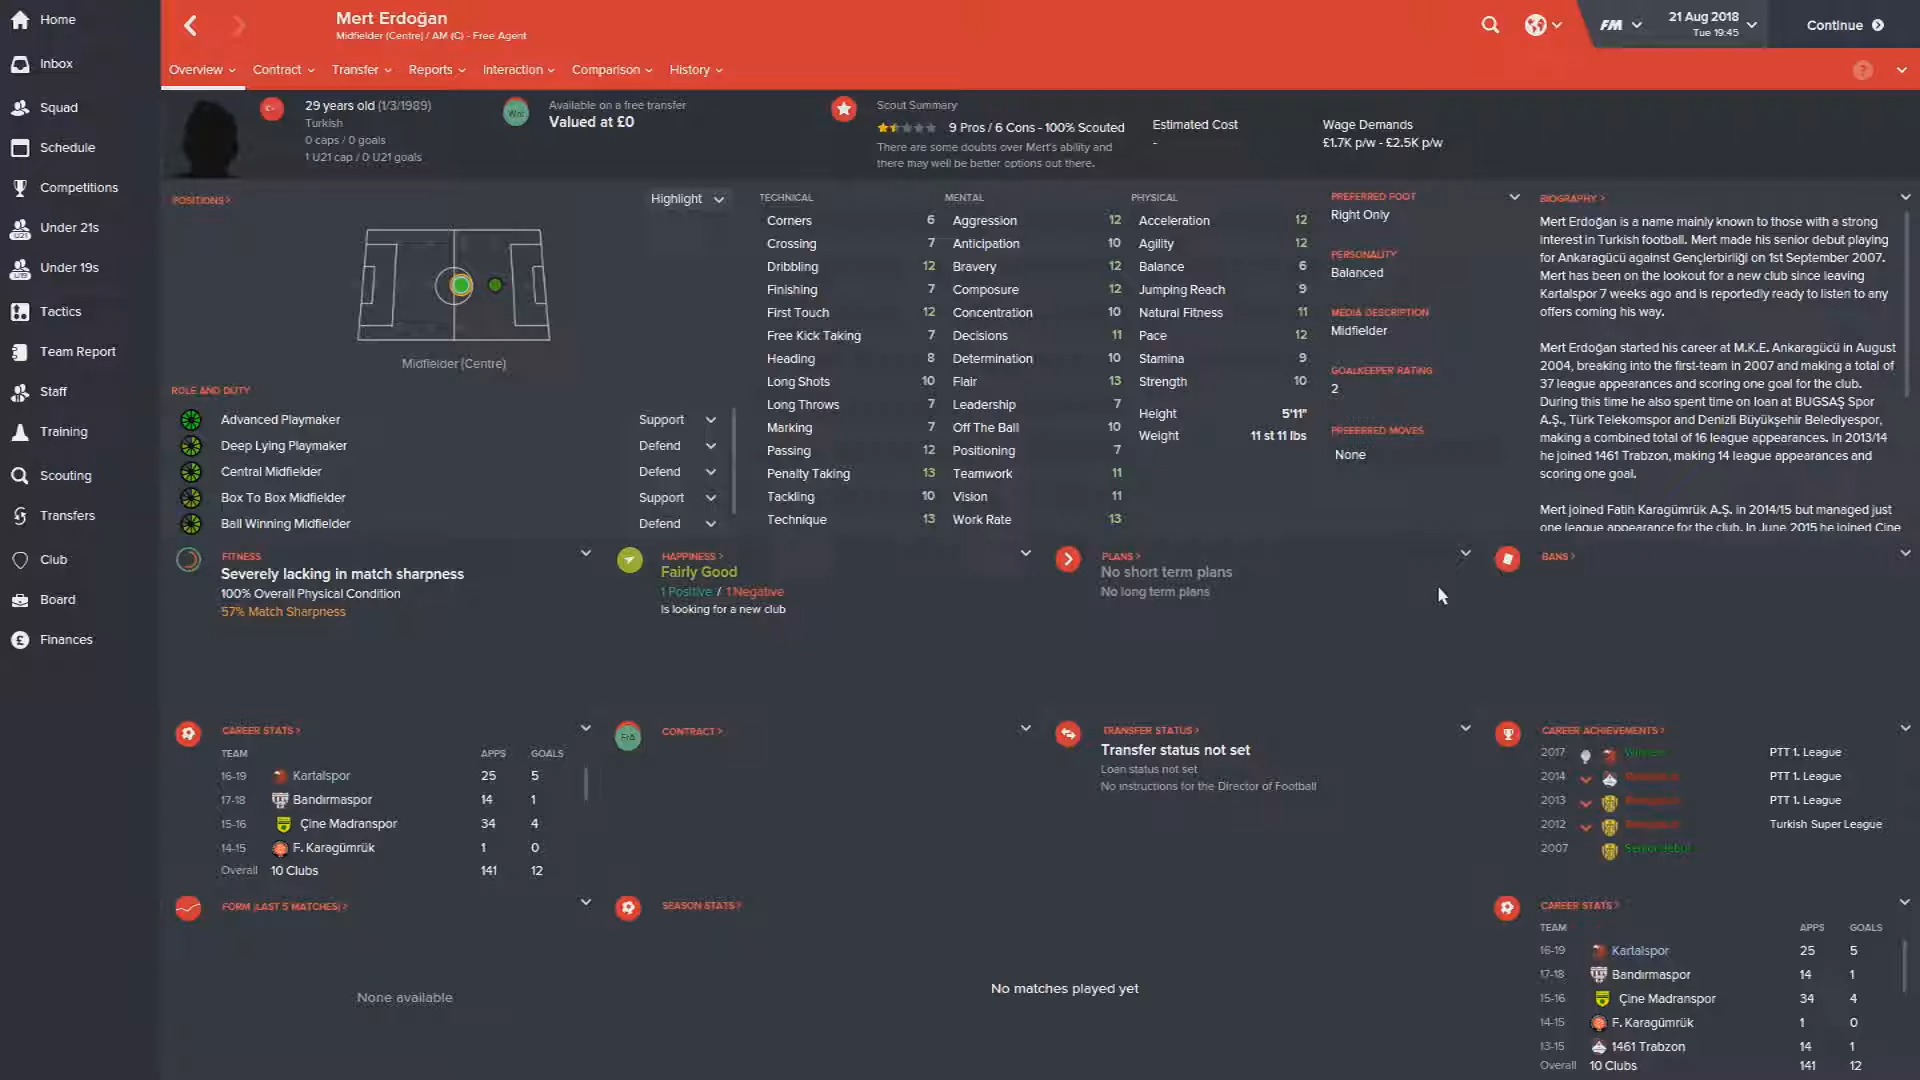 Home
Inbox
Squad
Schedule
Competitions
Under 21s
Under 19s
Tactics
Team Report
Staff
Training
Scouting
Transfers
Club
Board
Finances
Mert Erdoğan
Midfielder (Centre) / AM (C) - Free Agent
FM
21 Aug 2018
Tue 19:45
Continue
Overview
Contract
Transfer
Reports
Interaction
Comparison
History
29 years old (1/3/1989)
Turkish
0 caps / 0 goals
1 U21 cap / 0 U21 goals
Available on a free transfer
Valued at £0
Scout Summary
9 Pros / 6 Cons - 100% Scouted
There are some doubts over Mert's ability and
there may well be better options out there.
Estimated Cost
-
Wage Demands
£1.7K p/w - £2.5K p/w
POSITIONS >
Highlight
Midfielder (Centre)
ROLE AND DUTY
Advanced Playmaker Support
Deep Lying Playmaker Defend
Central Midfielder Defend
Box To Box Midfielder Support
Ball Winning Midfielder Defend
TECHNICAL
Corners 6
Crossing 7
Dribbling 12
Finishing 7
First Touch 12
Free Kick Taking 7
Heading 8
Long Shots 10
Long Throws 7
Marking 7
Passing 12
Penalty Taking 13
Tackling 10
Technique 13
MENTAL
Aggression 12
Anticipation 10
Bravery 12
Composure 12
Concentration 10
Decisions 11
Determination 10
Flair 13
Leadership 7
Off The Ball 10
Positioning 7
Teamwork 11
Vision 11
Work Rate 13
PHYSICAL
Acceleration 12
Agility 12
Balance 6
Jumping Reach 9
Natural Fitness 11
Pace 12
Stamina 9
Strength 10
Height 5'11"
Weight 11 st 11 lbs
PREFERRED FOOT
Right Only
PERSONALITY
Balanced
MEDIA DESCRIPTION
Midfielder
GOALKEEPER RATING
2
PREFERRED MOVES
None
BIOGRAPHY >
Mert Erdoğan is a name mainly known to those with a strong
interest in Turkish football. Mert made his senior debut playing
for Ankaragücü against Gençlerbirliği on 1st September 2007.
Mert has been on the lookout for a new club since leaving
Kartalspor 7 weeks ago and is reportedly ready to listen to any
offers coming his way.
Mert Erdoğan started his career at M.K.E. Ankaragücü in August
2004, breaking into the first-team in 2007 and making a total of
37 league appearances and scoring one goal for the club.
During this time he also spent time on loan at BUGSAŞ Spor
A.Ş., Türk Telekomspor and Denizli Büyükşehir Belediyespor,
making a combined total of 16 league appearances. In 2013/14
he joined 1461 Trabzon, making 14 league appearances and
scoring one goal.
Mert joined Fatih Karagümrük A.Ş. in 2014/15 but managed just
one league appearance for the club. In June 2015 he joined Çine
FITNESS
Severely lacking in match sharpness
100% Overall Physical Condition
57% Match Sharpness
HAPPINESS >
Fairly Good
1 Positive / 1 Negative
Is looking for a new club
PLANS >
No short term plans
No long term plans
BANS >
CAREER STATS >
TEAM APPS GOALS
16-19 Kartalspor 25 5
17-18 Bandırmaspor 14 1
15-16 Çine Madranspor 34 4
14-15 F. Karagümrük 1 0
Overall 10 Clubs 141 12
FrA
CONTRACT >
TRANSFER STATUS >
Transfer status not set
Loan status not set
No instructions for the Director of Football
CAREER ACHIEVEMENTS >
2017 PTT 1. League
2014 PTT 1. League
2013 PTT 1. League
2012 Turkish Super League
2007 Senior debut
FORM (LAST 5 MATCHES) >
None available
SEASON STATS >
No matches played yet
CAREER STATS >
TEAM APPS GOALS
16-19 Kartalspor 25 5
17-18 Bandırmaspor 14 1
15-16 Çine Madranspor 34 4
14-15 F. Karagümrük 1 0
13-15 1461 Trabzon 14 1
Overall 10 Clubs 141 12